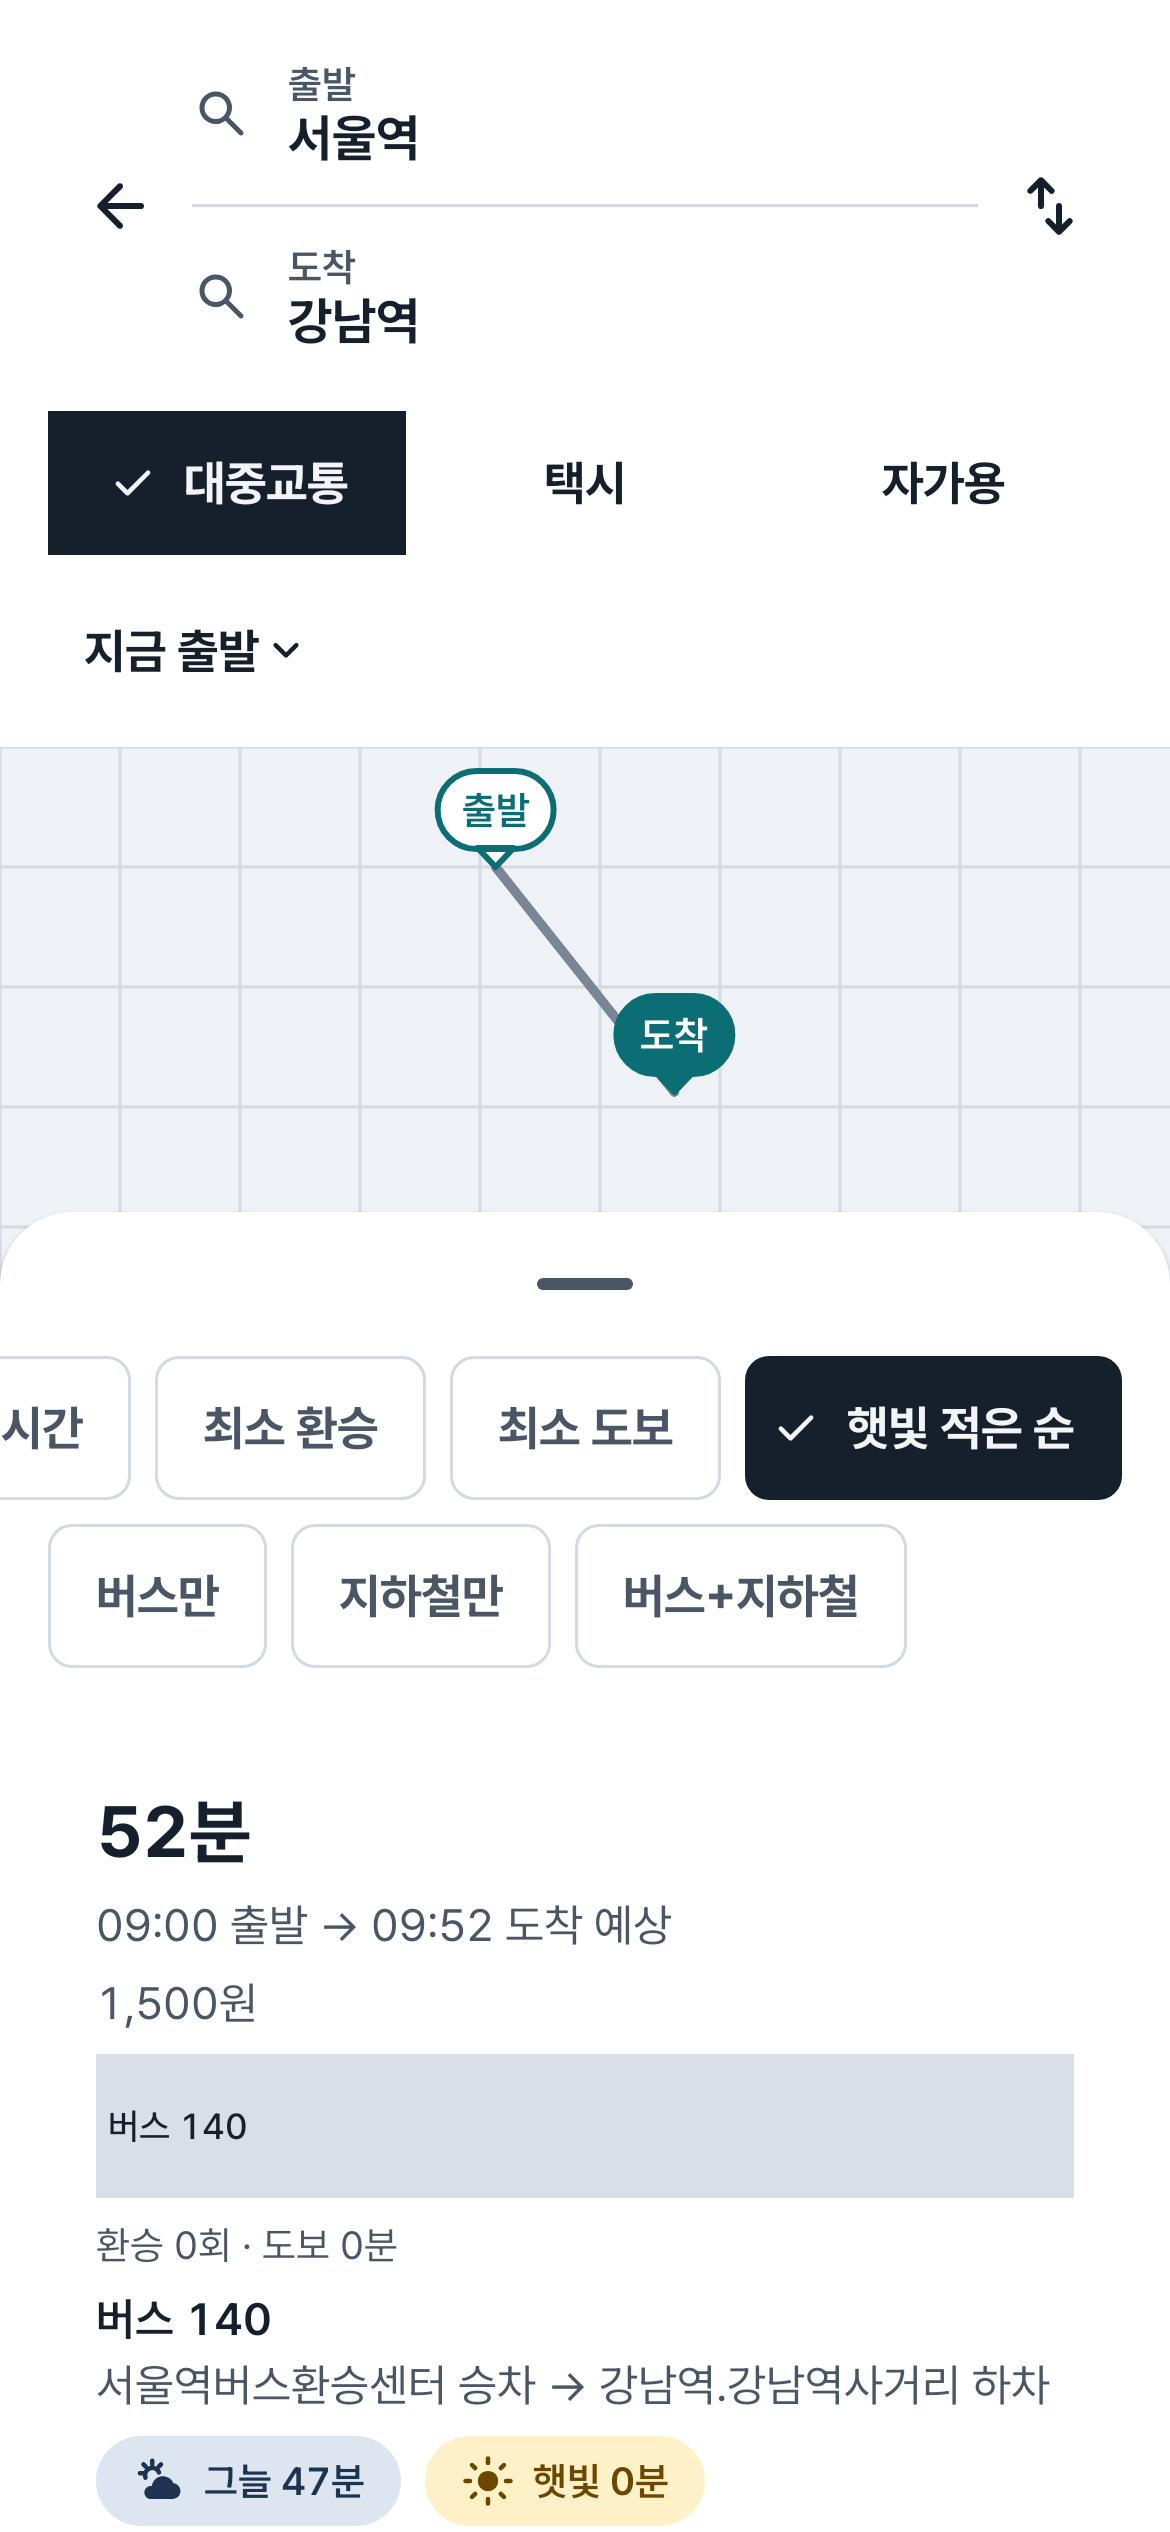 출발
서울역
도착
강남역
대중교통 택시 자가용
지금 출발
출발
도착
시간 최소 환승 최소 도보 햇빛 적은 순
버스만 지하철만 버스+지하철
52분
09:00 출발 → 09:52 도착 예상
1,500원
버스 140
환승 0회 · 도보 0분
버스 140
서울역버스환승센터 승차 → 강남역.강남역사거리 하차
그늘 47분 햇빛 0분